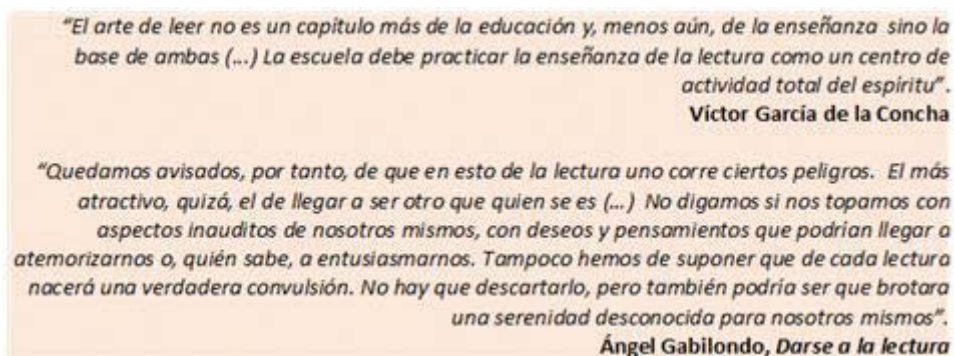 “El arte de leer no es un capítulo más de la educación y, menos aún, de la enseñanza sino la
base de ambas (...) La escuela debe practicar la enseñanza de la lectura como un centro de
actividad total del espíritu”.
Víctor García de la Concha
“Quedamos avisados, por tanto, de que en esto de la lectura uno corre ciertos peligros. El más
atractivo, quizá, el de llegar a ser otro que quien se es (...) No digamos si nos topamos con
aspectos inauditos de nosotros mismos, con deseos y pensamientos que podrían llegar a
atemorizarnos o, quién sabe, a entusiasmarnos. Tampoco hemos de suponer que de cada lectura
nacerá una verdadera convulsión. No hay que descartarlo, pero también podría ser que brotara
una serenidad desconocida para nosotros mismos”.
Ángel Gabilondo, Darse a la lectura